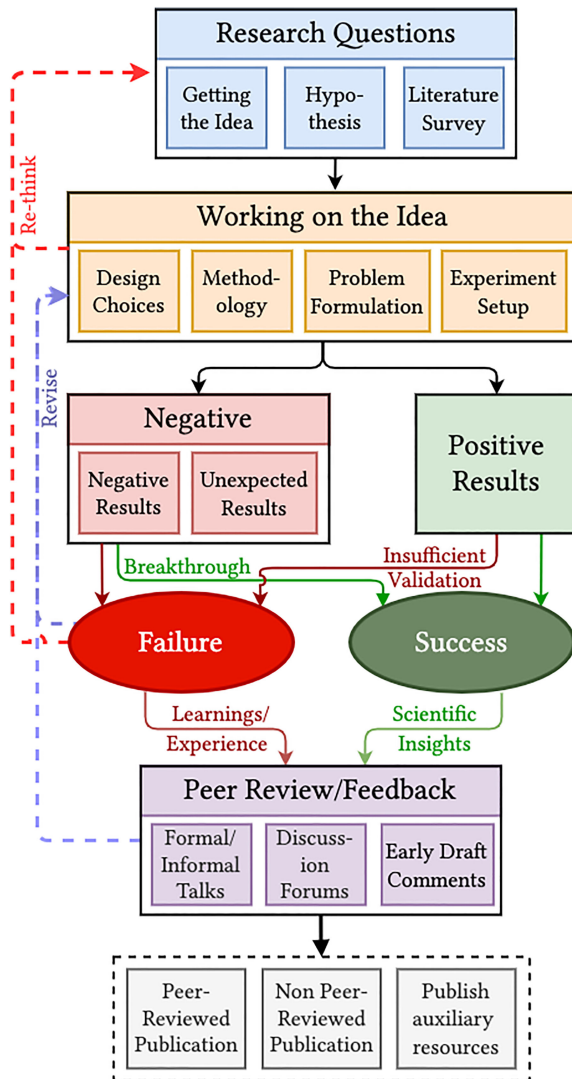 Research Questions
Getting
the Idea
Hypo-
thesis
Literature
Survey
Re-think
Working on the Idea
Design
Choices
Method-
ology
Problem
Formulation
Experiment
Setup
Revise
Negative
Negative
Results
Unexpected
Results
Positive
Results
Breakthrough
Insufficient
Validation
Failure
Success
Learnings/
Experience
Scientific
Insights
Peer Review/Feedback
Formal/
Informal
Talks
Discuss-
ion
Forums
Early Draft
Comments
Peer-
Reviewed
Publication
Non Peer-
Reviewed
Publication
Publish
auxiliary
resources